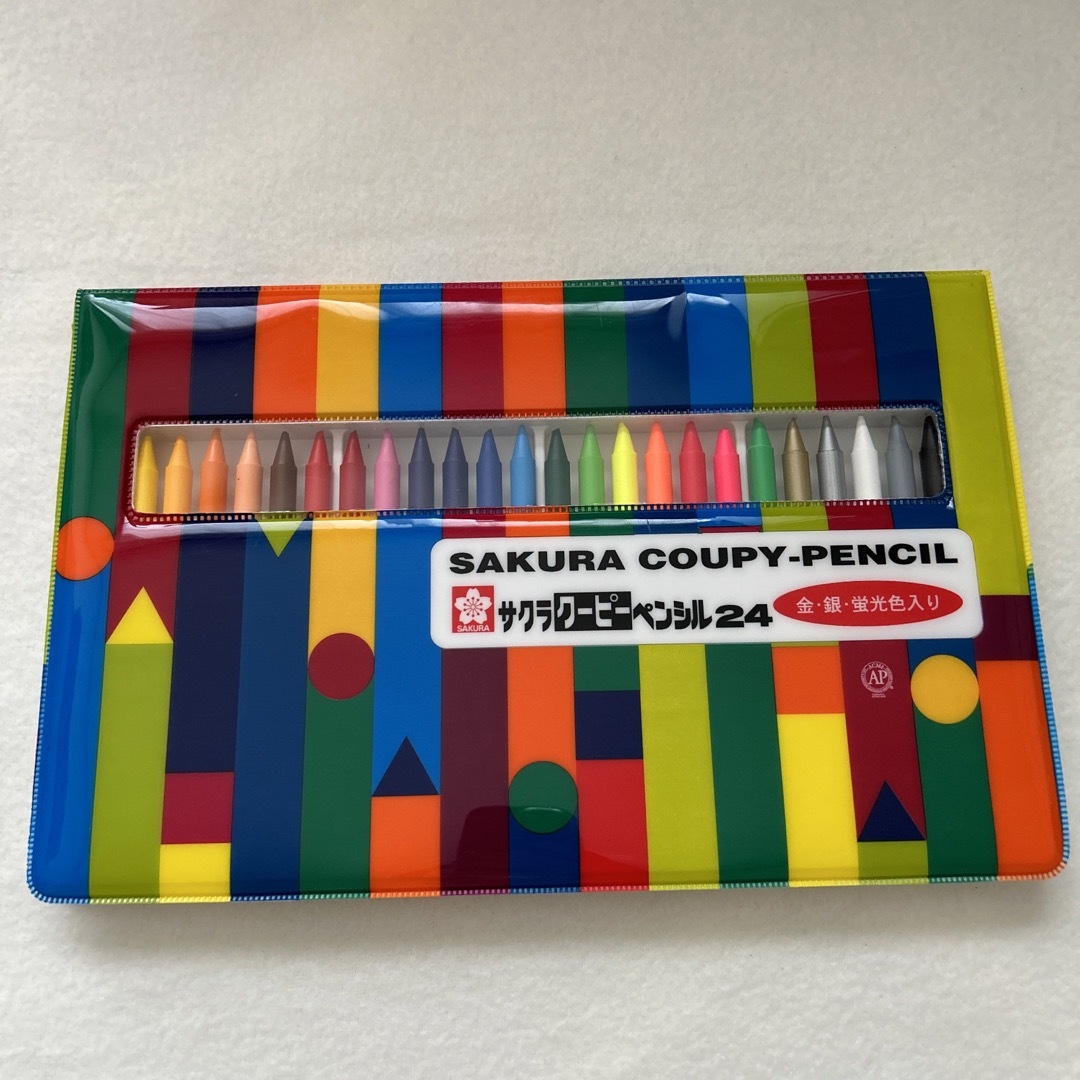 SAKURA COUPY-PENCIL
SAKURA
サクラクーピーペンシル24
金・銀・蛍光色入り
ACMI
AP